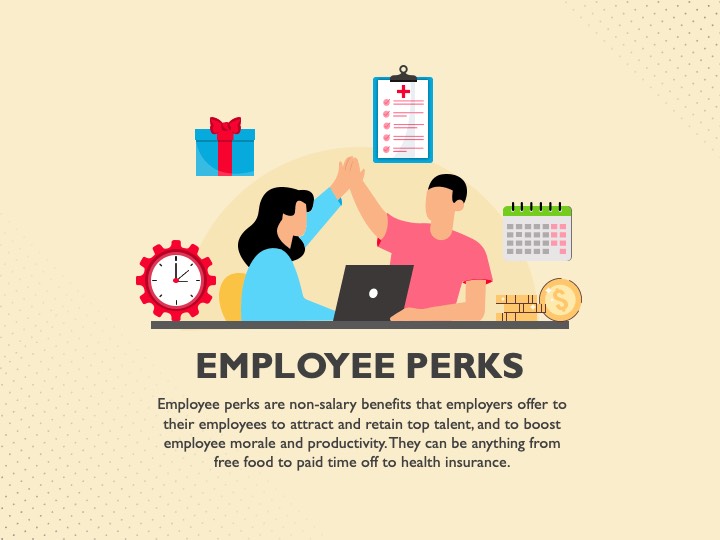 $
EMPLOYEE PERKS
Employee perks are non-salary benefits that employers offer to
their employees to attract and retain top talent, and to boost
employee morale and productivity. They can be anything from
free food to paid time off to health insurance.